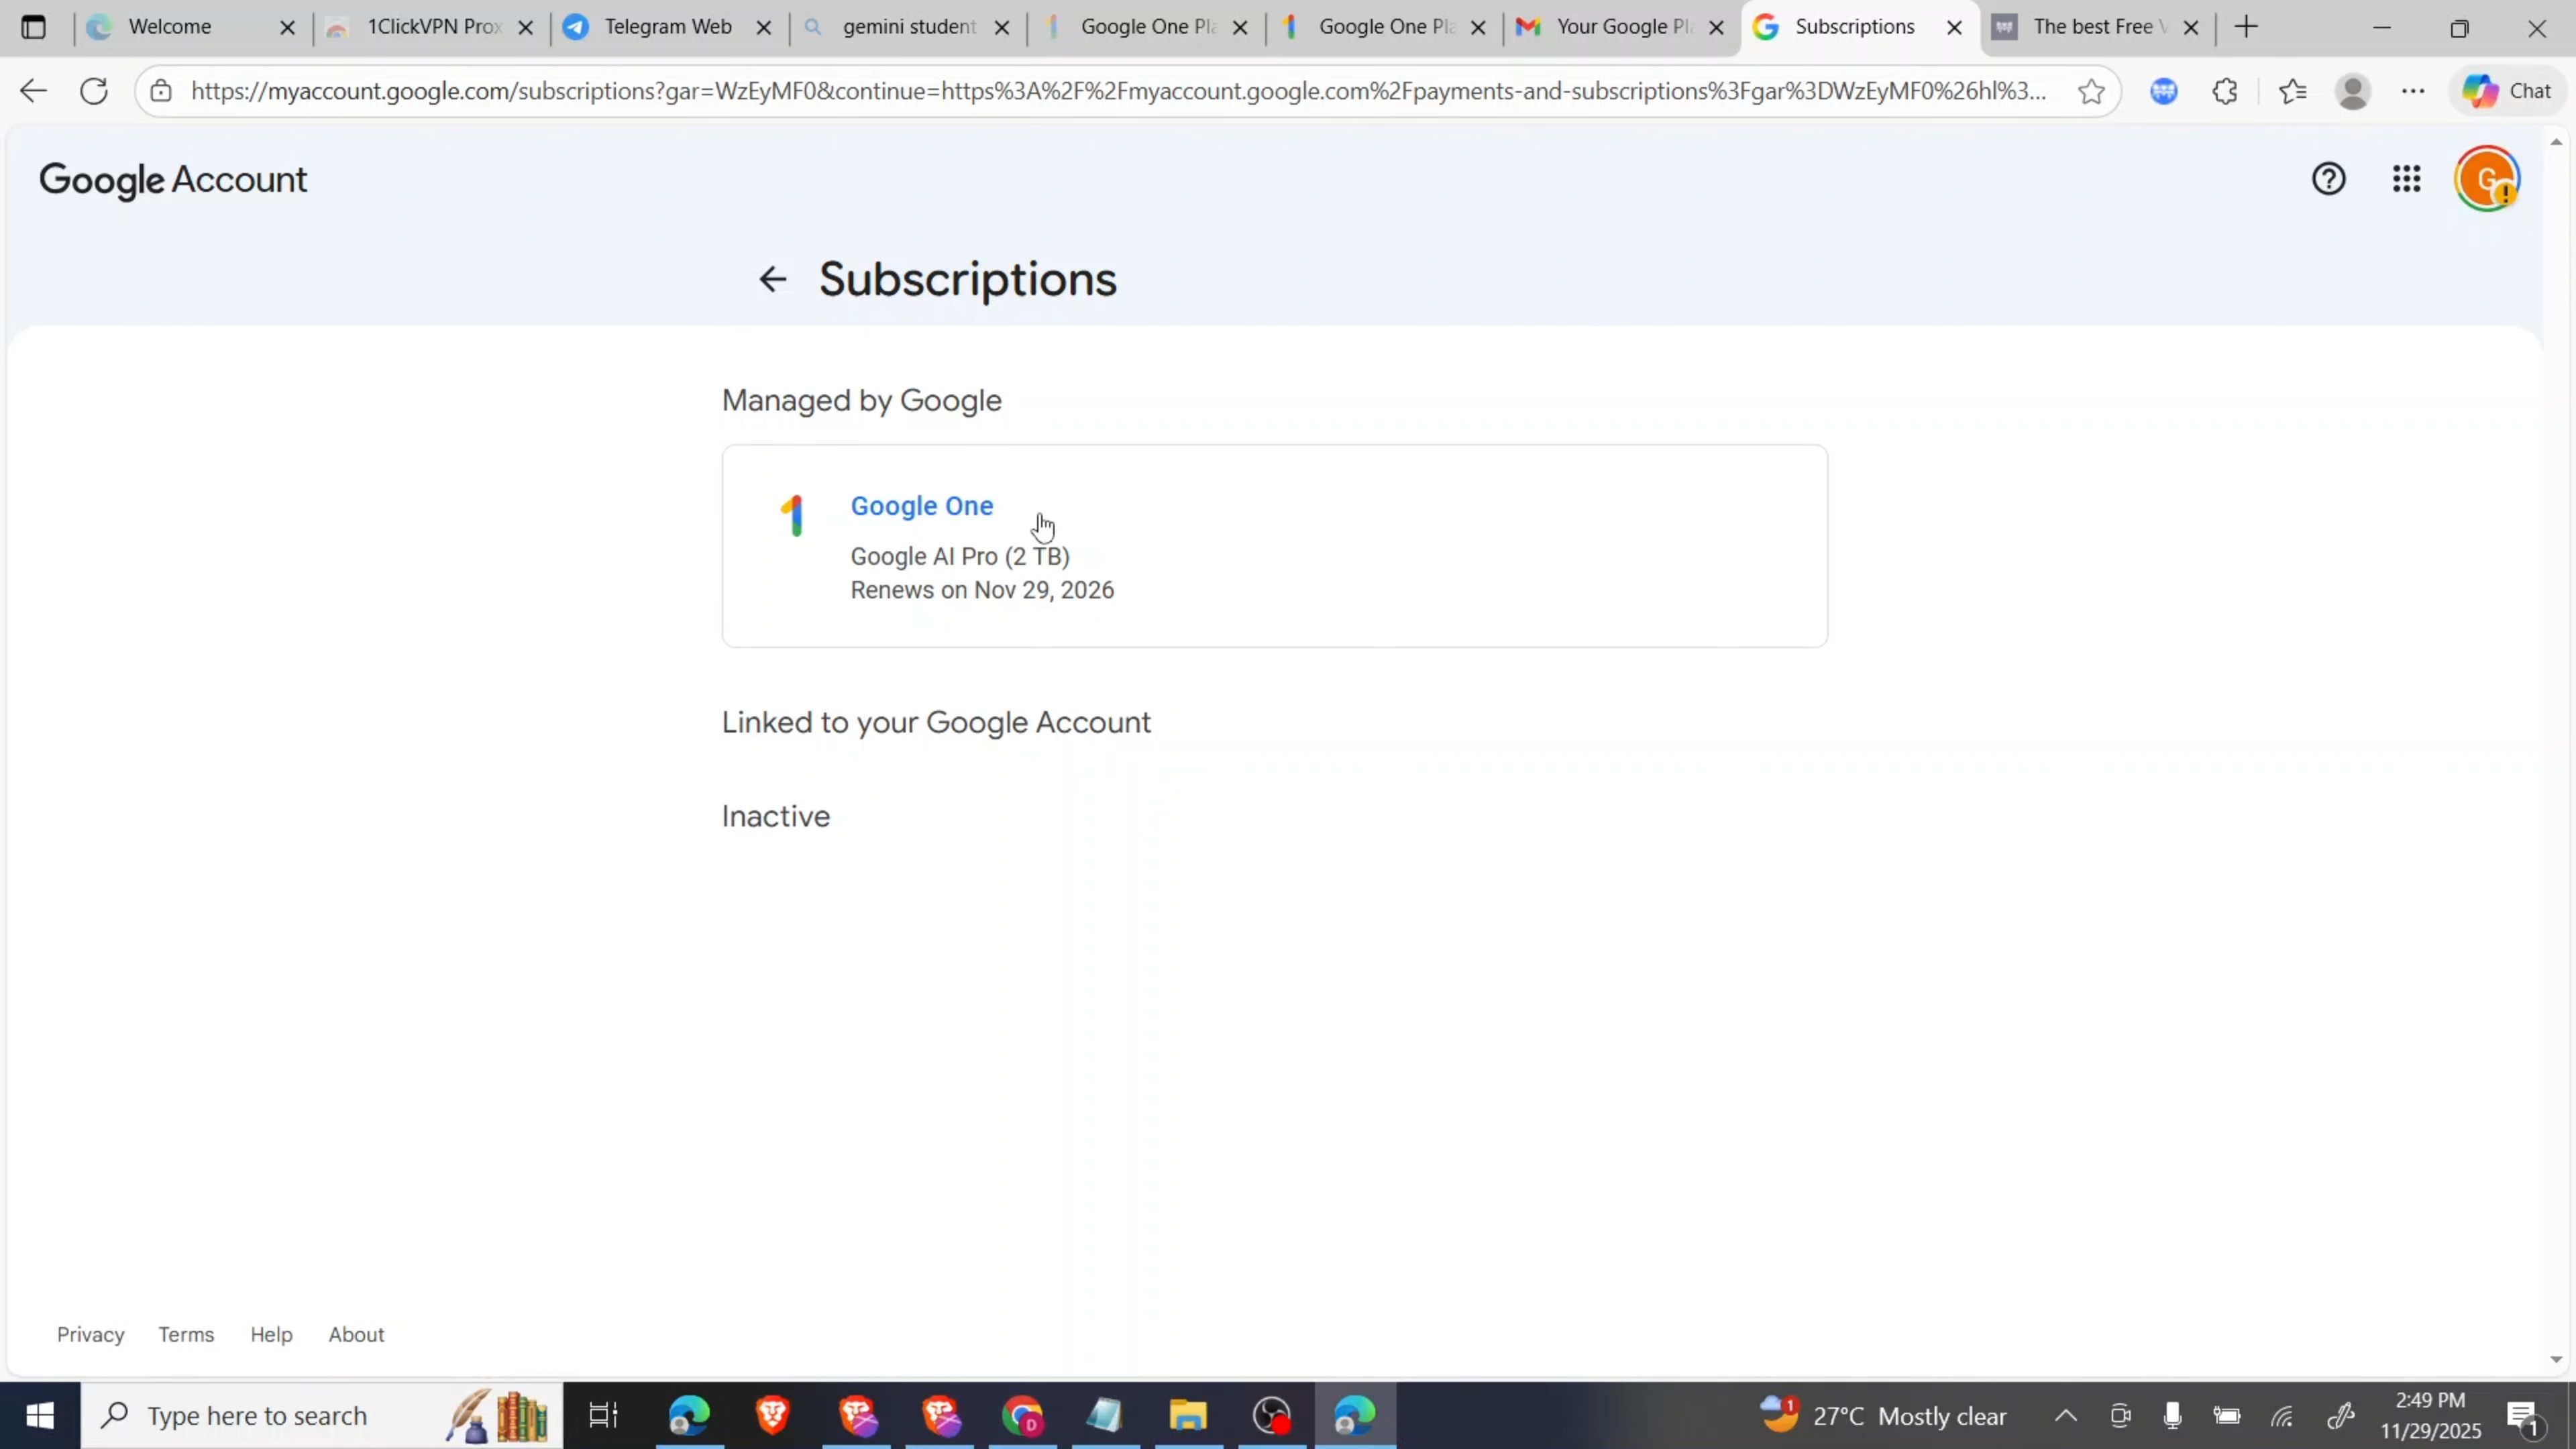 Welcome
1ClickVPN Prox
Telegram Web
gemini student
Google One Pla
Google One Pla
Your Google Pl
Subscriptions
The best Free V
https://myaccount.google.com/subscriptions?gar=WzEyMF0&continue=https%3A%2F%2Fmyaccount.google.com%2Fpayments-and-subscriptions%3Fgar%3DWzEyMF0%26hl%3...
Chat
Google Account
G
Subscriptions
Managed by Google
Google One
Google AI Pro (2 TB)
Renews on Nov 29, 2026
Linked to your Google Account
Inactive
Privacy Terms Help About
Type here to search
D
1
27°C Mostly clear
2:49 PM
11/29/2025
1